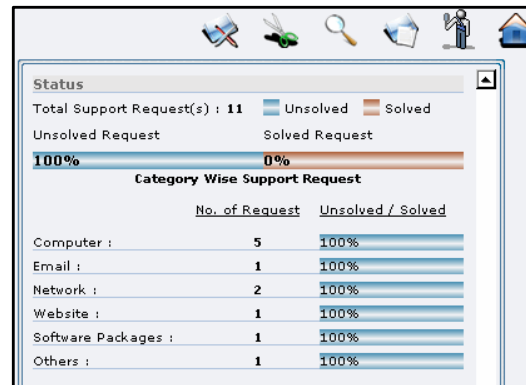 Status
Total Support Request(s) : 11 Unsolved Solved
Unsolved Request Solved Request
100% 0%
Category Wise Support Request
No. of Request Unsolved / Solved
Computer : 5 100%
Email : 1 100%
Network : 2 100%
Website : 1 100%
Software Packages : 1 100%
Others : 1 100%